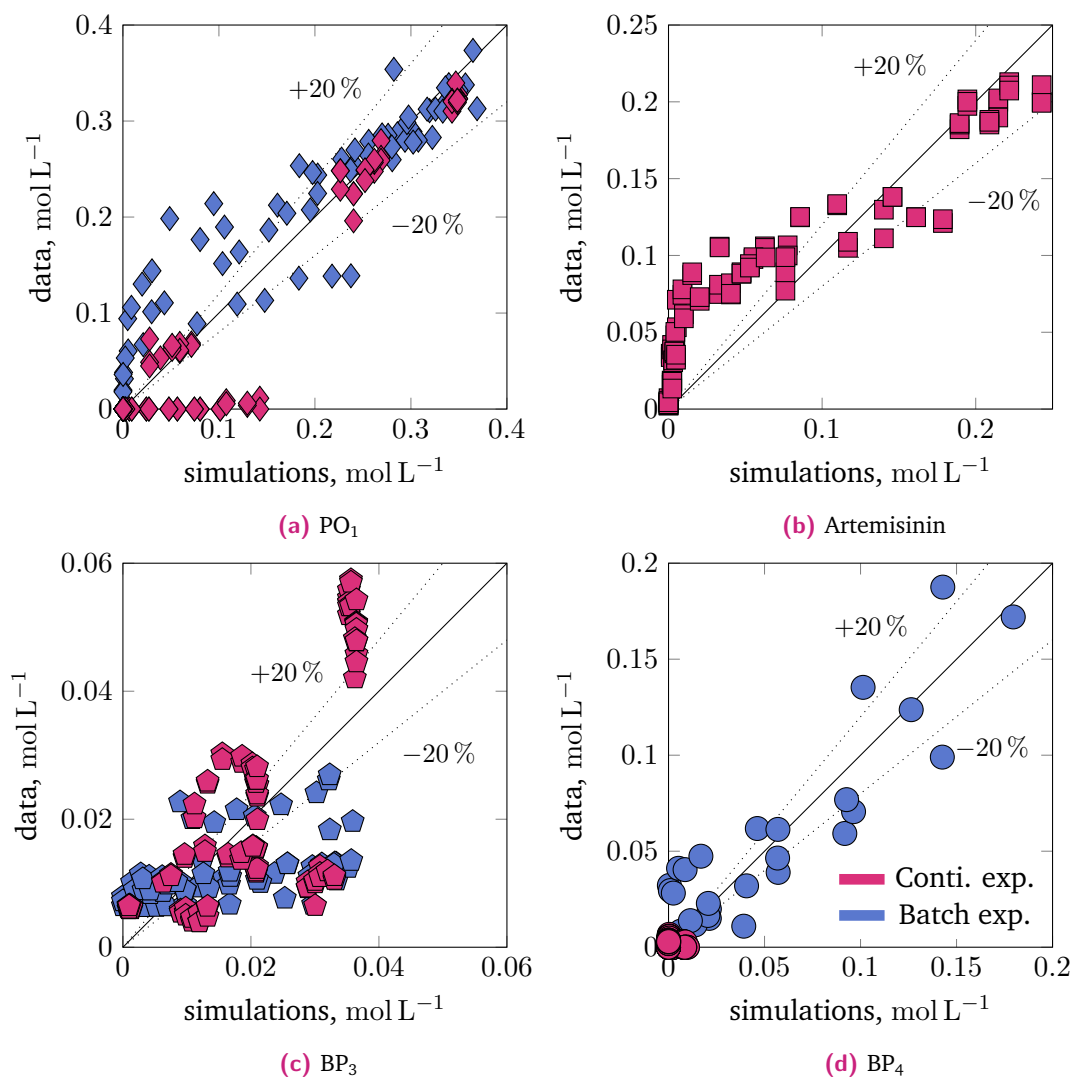 0 0.1 0.2 0.3 0.4
0
0.1
0.2
0.3
0.4
+20 %
−20 %
simulations, mol L−1
data, mol L−1
(a) PO1
0 0.1 0.2
0
0.05
0.1
0.15
0.2
0.25
+20 %
−20 %
simulations, mol L−1
data, mol L−1
(b) Artemisinin
0 0.02 0.04 0.06
0
0.02
0.04
0.06
+20 %
−20 %
simulations, mol L−1
data, mol L−1
(c) BP3
0 0.05 0.1 0.15 0.2
0
0.05
0.1
0.15
0.2
+20 %
−20 %
Conti. exp.
Batch exp.
simulations, mol L−1
data, mol L−1
(d) BP4